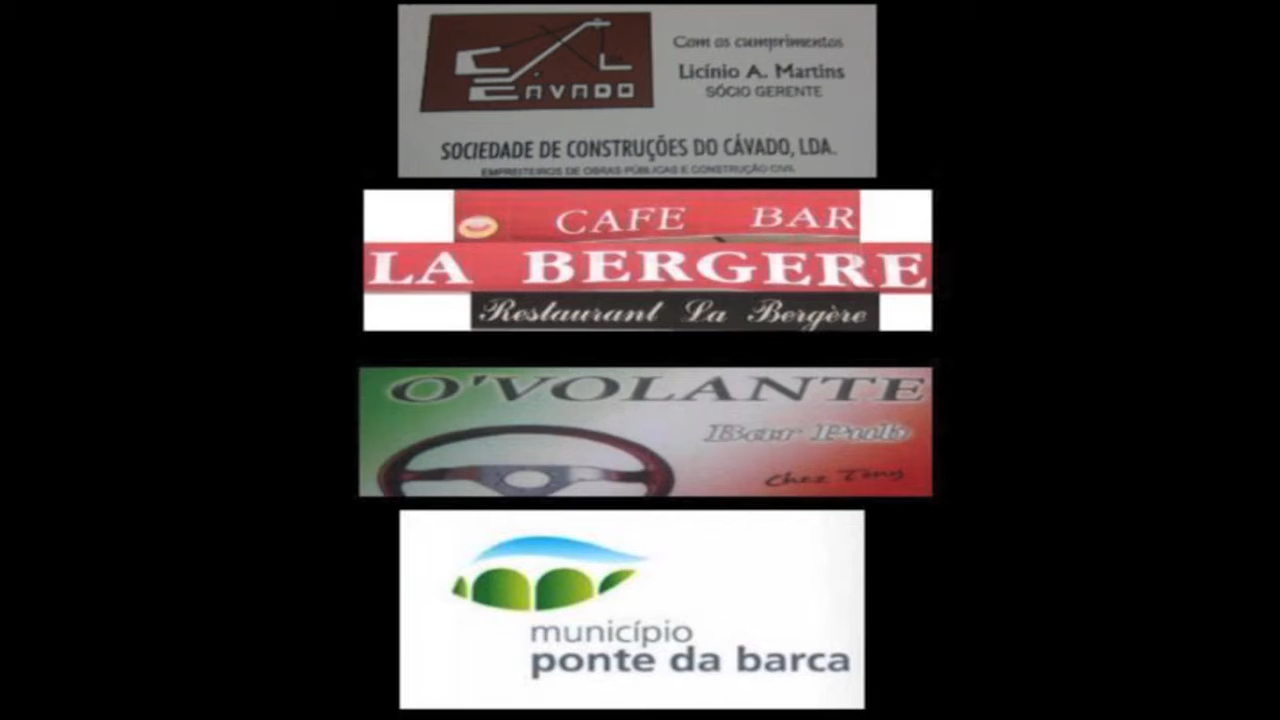 CÁVADO
Com os cumprimentos
Licínio A. Martins
SÓCIO GERENTE
SOCIEDADE DE CONSTRUÇÕES DO CÁVADO, LDA.
EMPREITEIROS DE OBRAS PÚBLICAS E CONSTRUÇÃO CIVIL
CAFE BAR
LA BERGERE
Restaurant La Bergère
O'VOLANTE
Bar Pub
Chez Tony
município
ponte da barca